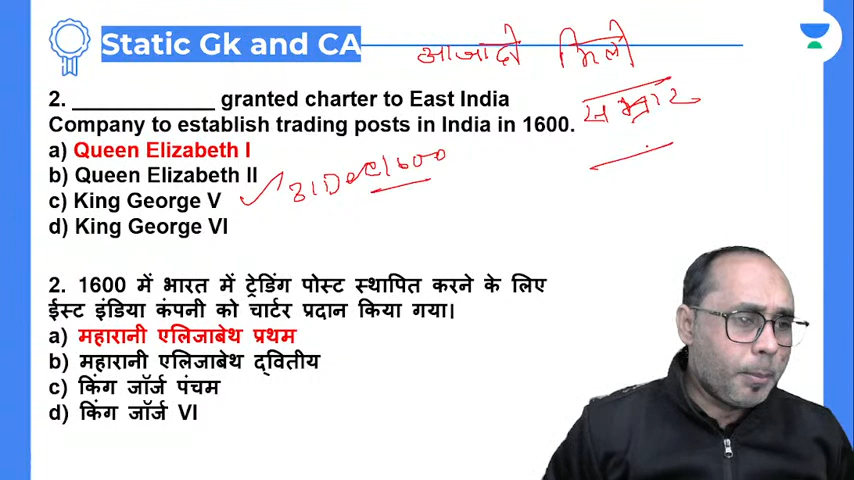 Static Gk and CA
आजादी मिली
सम्राट
2. ____________ granted charter to East India
Company to establish trading posts in India in 1600.
a) Queen Elizabeth I
b) Queen Elizabeth II
31 Dec 1600
c) King George V
d) King George VI
2. 1600 में भारत में ट्रेडिंग पोस्ट स्थापित करने के लिए
ईस्ट इंडिया कंपनी को चार्टर प्रदान किया गया।
a) महारानी एलिजाबेथ प्रथम
b) महारानी एलिजाबेथ द्वितीय
c) किंग जॉर्ज पंचम
d) किंग जॉर्ज VI